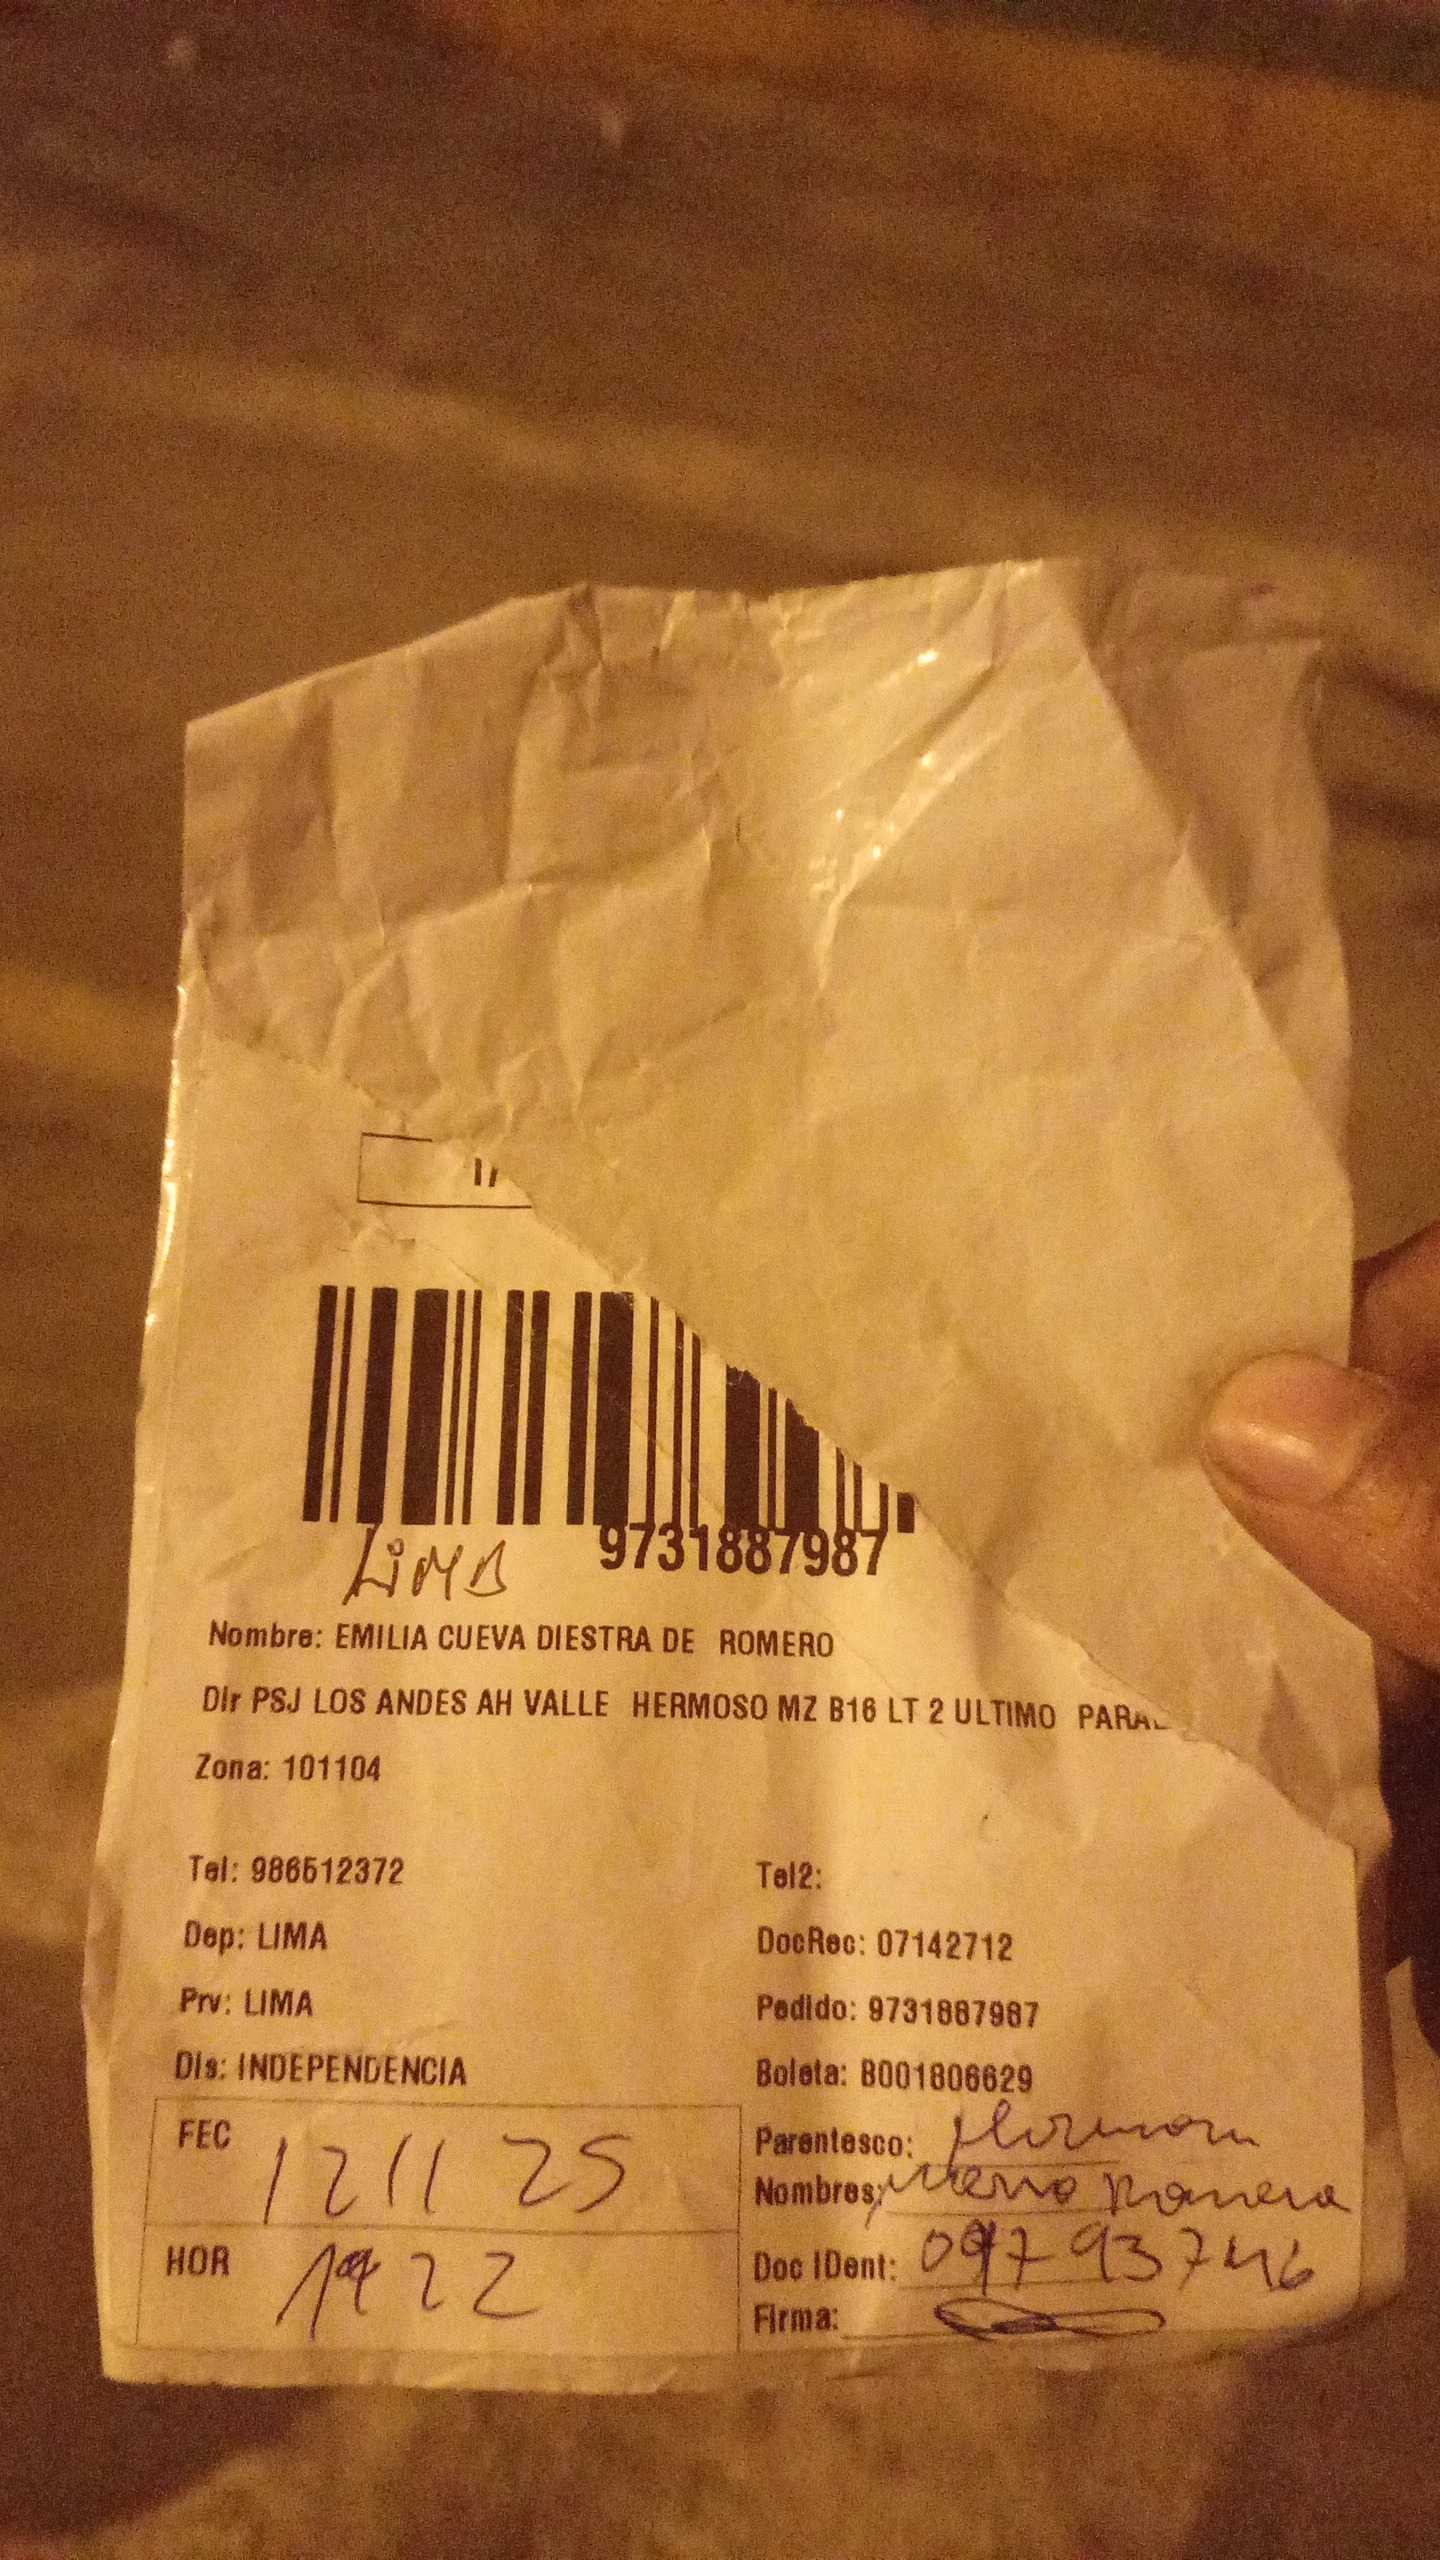 9731887987
LIMA
Nombre: EMILIA CUEVA DIESTRA DE ROMERO
Dir PSJ LOS ANDES AH VALLE HERMOSO MZ B16 LT 2 ULTIMO
Zona: 101104
Tel: 986512372
Tel2:
Dep: LIMA
DocRec: 07142712
Prv: LIMA
Pedido: 9731887987
Dis: INDEPENDENCIA
Boleta: B001806629
FEC 12 11 25
Parentesco:
Nombres:
HOR
Doc IDent: 09793746
Firma: